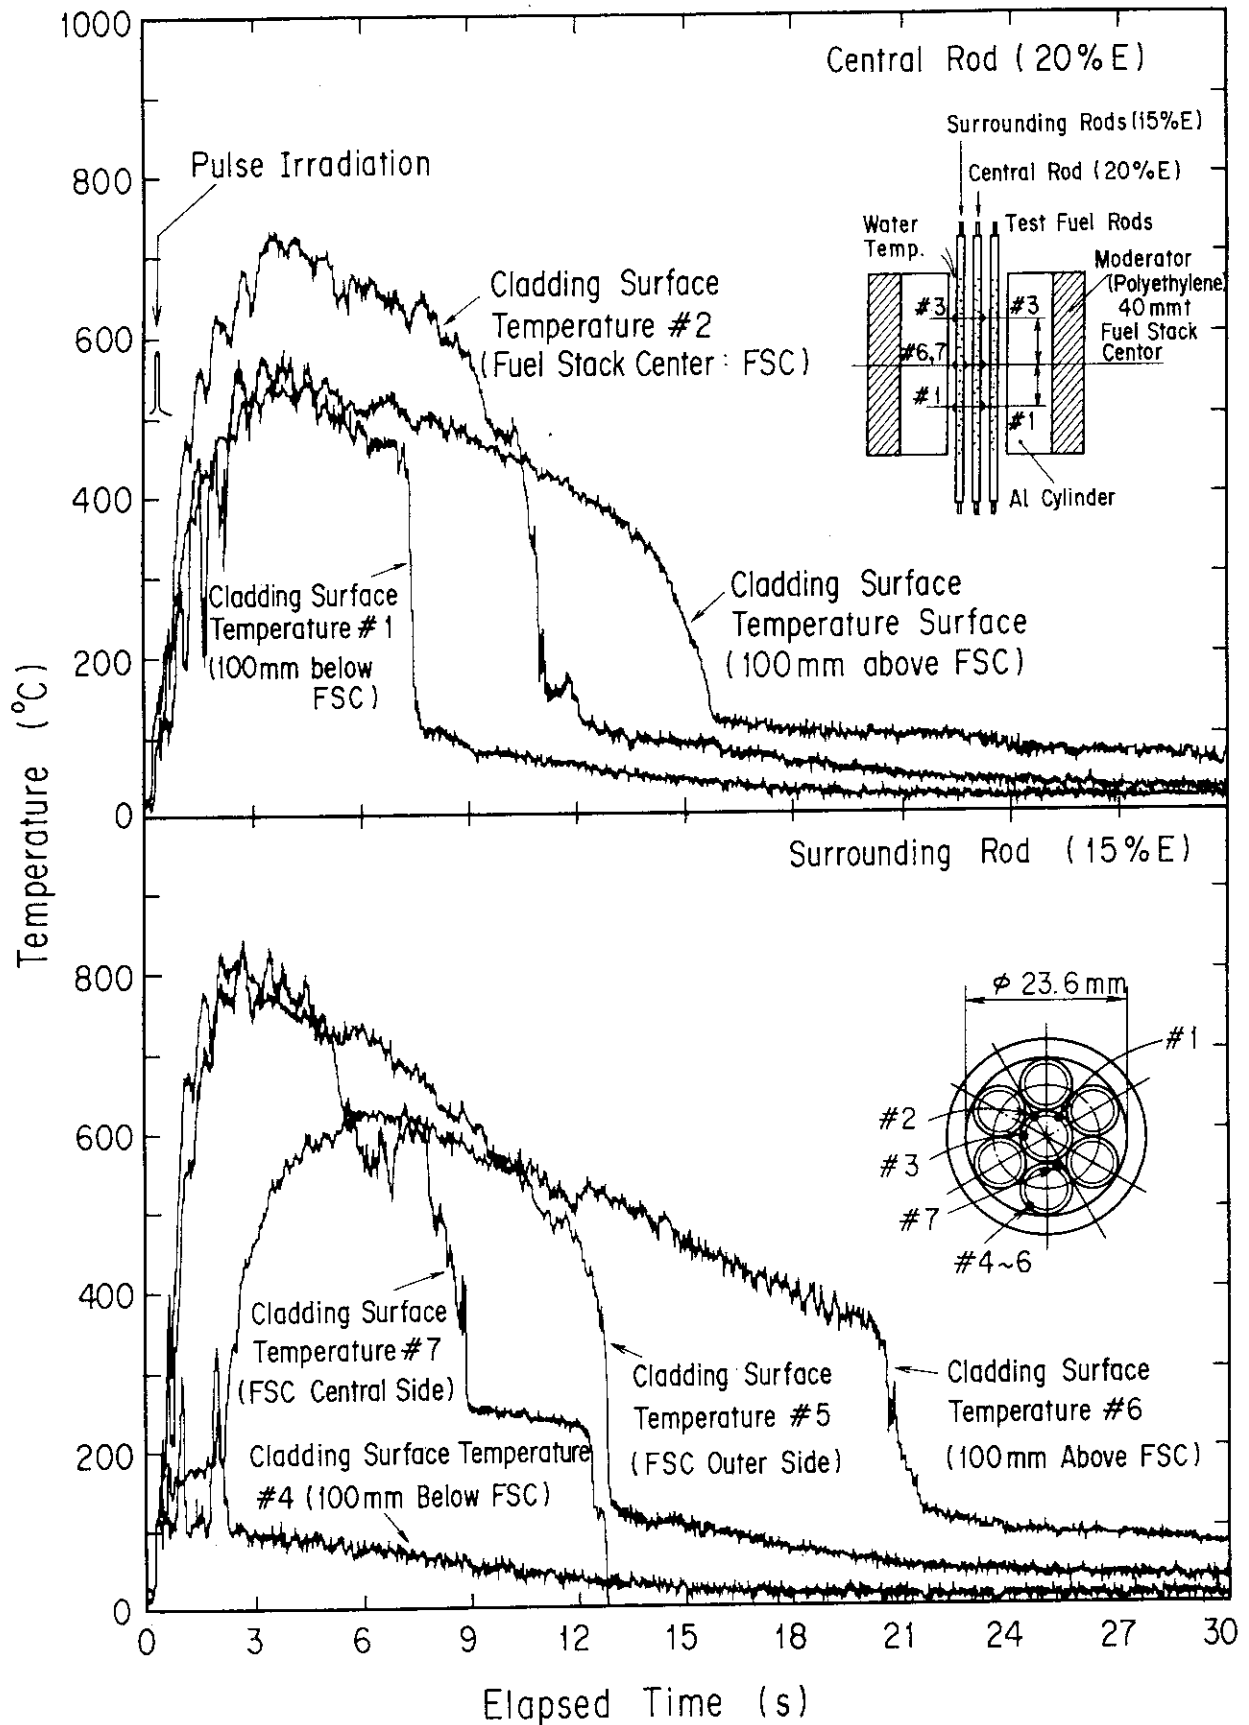 1000
800
600
400
200
0
Central Rod (20%E)
Pulse Irradiation
Surrounding Rods(15%E)
Central Rod (20%E)
Water
Temp.
Test Fuel Rods
Moderator
(Polyethylene)
40mmt
Fuel Stack
Centor
#3
#3
#6,7
#1
#1
Al Cylinder
Cladding Surface
Temperature #2
(Fuel Stack Center : FSC)
Cladding Surface
Temperature #1
(100mm below
FSC)
Cladding Surface
Temperature Surface
(100mm above FSC)
Temperature (°C)
Surrounding Rod (15%E)
800
600
400
200
0
φ 23.6mm
#1
#2
#3
#7
#4~6
Cladding Surface
Temperature #7
(FSC Central Side)
Cladding Surface Temperature
#4 (100mm Below FSC)
Cladding Surface
Temperature #5
(FSC Outer Side)
Cladding Surface
Temperature #6
(100mm Above FSC)
0 3 6 9 12 15 18 21 24 27 30
Elapsed Time (s)